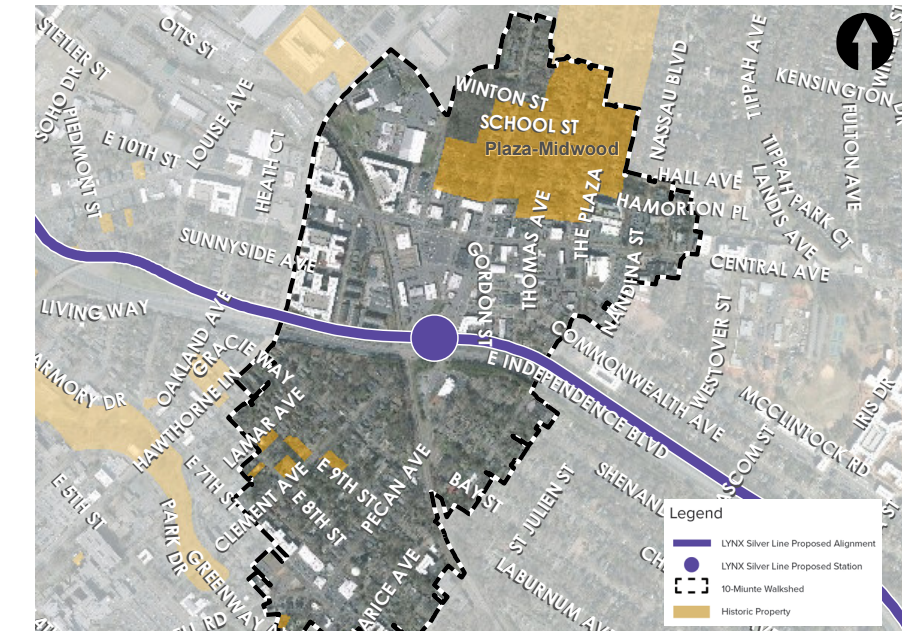 STETLER ST
OTTS ST
SOHO DR
PIEDMONT ST
E 10TH ST
LOUISE AVE
HEATH CT
WINTON ST
SCHOOL ST
Plaza-Midwood
NASSAU BLVD
TIPPAH AVE
KENSINGTON DR
FULTON AVE
HALL AVE
TIPPAH PARK CT
LANDIS AVE
HAMORTON PL
THE PLAZA
THOMAS AVE
GORDON ST
NANDINA ST
CENTRAL AVE
SUNNYSIDE AVE
LIVING WAY
OAKLAND AVE
GRACIE WAY
HAWTHORNE LN
ARMORY DR
LAMAR AVE
E INDEPENDENCE BLVD
COMMONWEALTH AVE
WESTOVER ST
MCCLINTOCK RD
IRIS DR
E 7TH ST
CLEMENT AVE
E 9TH ST
E 8TH ST
PECAN AVE
BAY ST
E 5TH ST
PARK DR
GREENWAY
ST JULIEN ST
LABURNUM AVE
Legend
LYNX Silver Line Proposed Alignment
LYNX Silver Line Proposed Station
10-Miunte Walkshed
Historic Property